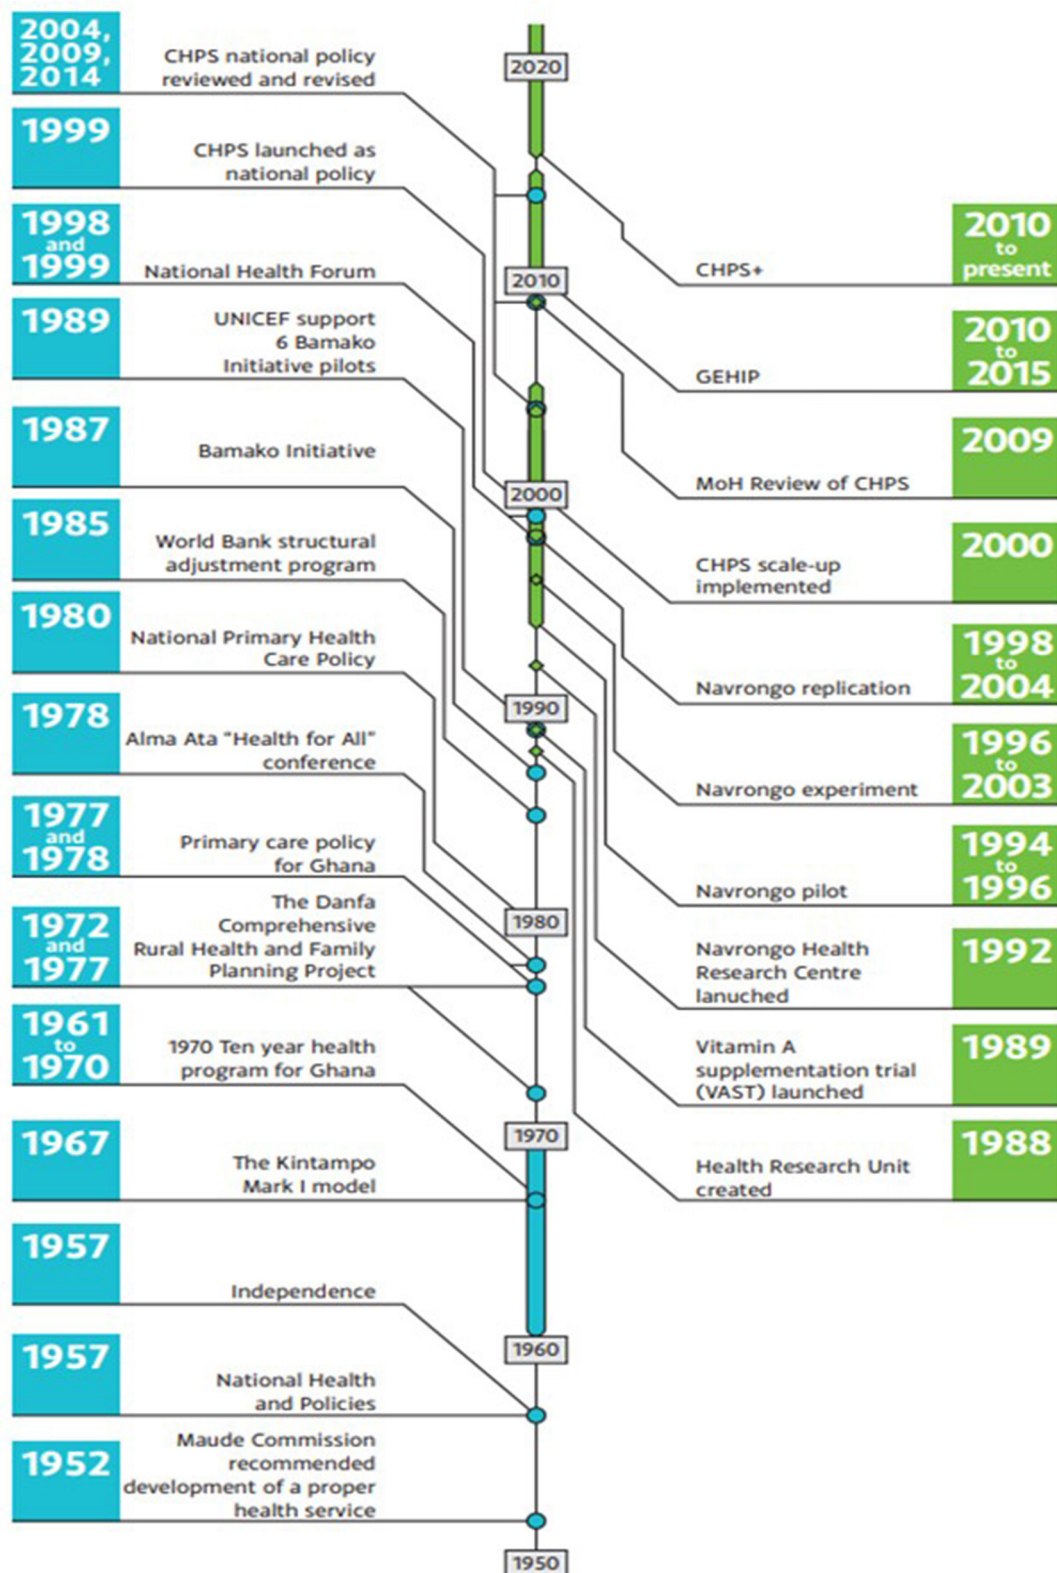 2004,
2009,
2014
CHPS national policy
reviewed and revised
1999
CHPS launched as
national policy
1998
and
1999
National Health Forum
1989
UNICEF support
6 Bamako
Initiative pilots
1987
Bamako Initiative
1985
World Bank structural
adjustment program
1980
National Primary Health
Care Policy
1978
Alma Ata "Health for All"
conference
1977
and
1978
Primary care policy
for Ghana
1972
and
1977
The Danfa
Comprehensive
Rural Health and Family
Planning Project
1961
to
1970
1970 Ten year health
program for Ghana
1967
The Kintampo
Mark I model
1957
Independence
1957
National Health
and Policies
1952
Maude Commission
recommended
development of a proper
health service
2020
2010
2000
1990
1980
1970
1960
1950
CHPS+
2010
to
present
GEHIP
2010
to
2015
MoH Review of CHPS
2009
CHPS scale-up
implemented
2000
Navrongo replication
1998
to
2004
Navrongo experiment
1996
to
2003
Navrongo pilot
1994
to
1996
Navrongo Health
Research Centre
lanuched
1992
Vitamin A
supplementation trial
(VAST) launched
1989
Health Research Unit
created
1988